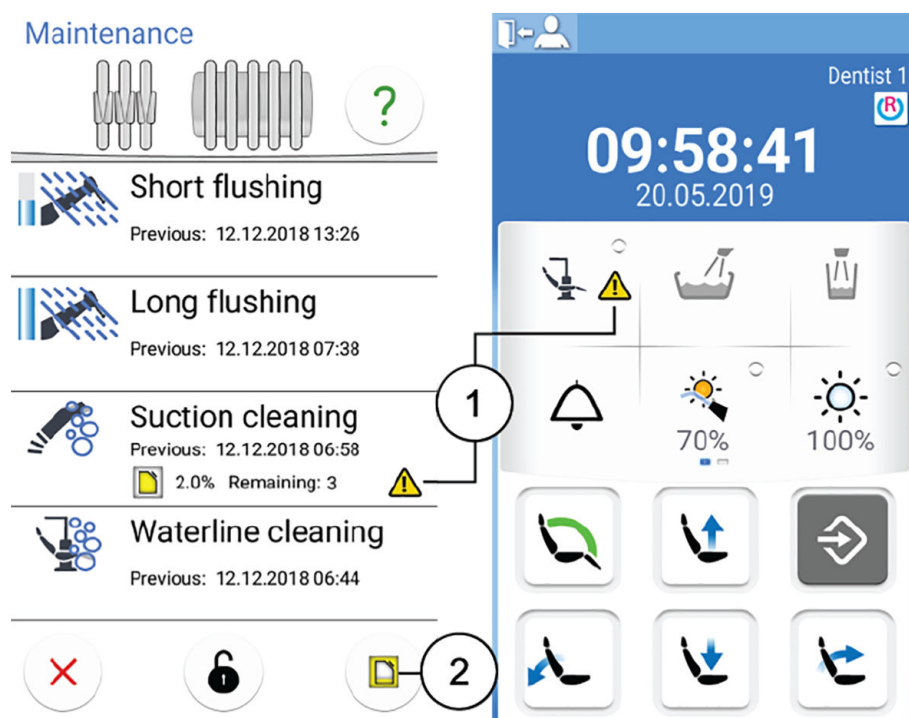 Maintenance
?
Short flushing
Previous: 12.12.2018 13:26
Long flushing
Previous: 12.12.2018 07:38
Suction cleaning
Previous: 12.12.2018 06:58
2.0% Remaining: 3
Waterline cleaning
Previous: 12.12.2018 06:44
1
2
Dentist 1
R
09:58:41
20.05.2019
70%
100%